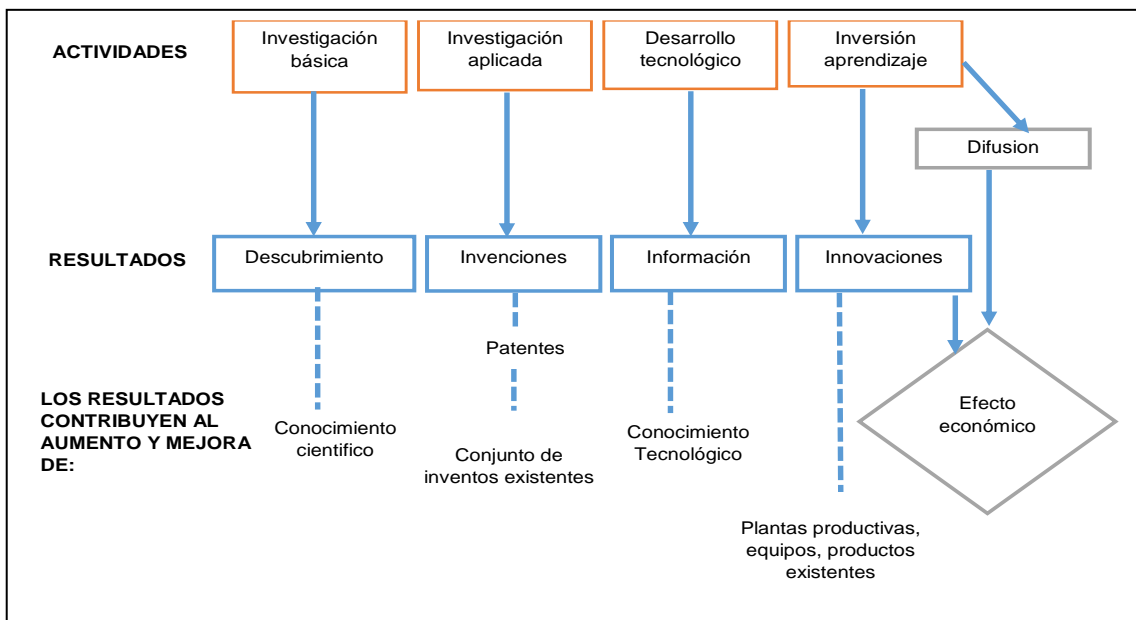 ACTIVIDADES
Investigación
básica
Investigación
aplicada
Desarrollo
tecnológico
Inversión
aprendizaje
Difusion
RESULTADOS
Descubrimiento
Invenciones
Información
Innovaciones
Patentes
LOS RESULTADOS
CONTRIBUYEN AL
AUMENTO Y MEJORA
DE:
Conocimiento
cientifico
Conjunto de
inventos existentes
Conocimiento
Tecnológico
Plantas productivas,
equipos, productos
existentes
Efecto
económico